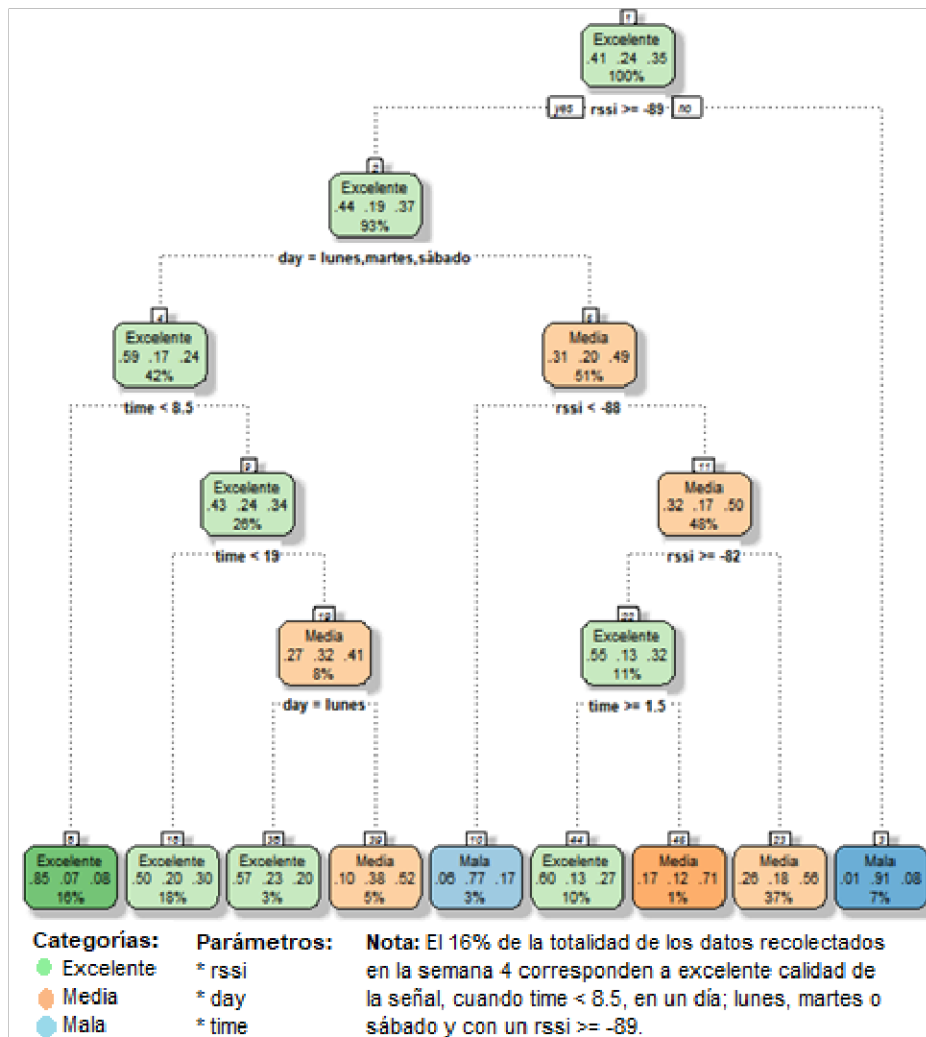 1
Excelente
.41 .24 .35
100%
yes rssi >= -89 no
2
Excelente
.44 .19 .37
93%
day = lunes,martes,sábado
4
Excelente
.59 .17 .24
42%
Media
.31 .20 .49
51%
time < 8.5
rssi < -88
9
Excelente
.43 .24 .34
26%
11
Media
.32 .17 .50
48%
time < 19
rssi >= -82
19
Media
.27 .32 .41
8%
22
Excelente
.55 .13 .32
11%
day = lunes
time >= 1.5
8 18 38 39 10 44 45 23 3
Excelente Excelente Excelente Media Mala Excelente Media Media Mala
.85 .07 .08 .50 .20 .30 .57 .23 .20 .10 .38 .52 .06 .77 .17 .60 .13 .27 .17 .12 .71 .26 .18 .56 .01 .91 .08
16% 18% 3% 5% 3% 10% 1% 37% 7%
Categorías:
Excelente
Media
Mala
Parámetros:
* rssi
* day
* time
Nota: El 16% de la totalidad de los datos recolectados
en la semana 4 corresponden a excelente calidad de
la señal, cuando time < 8.5, en un día; lunes, martes o
sábado y con un rssi >= -89.